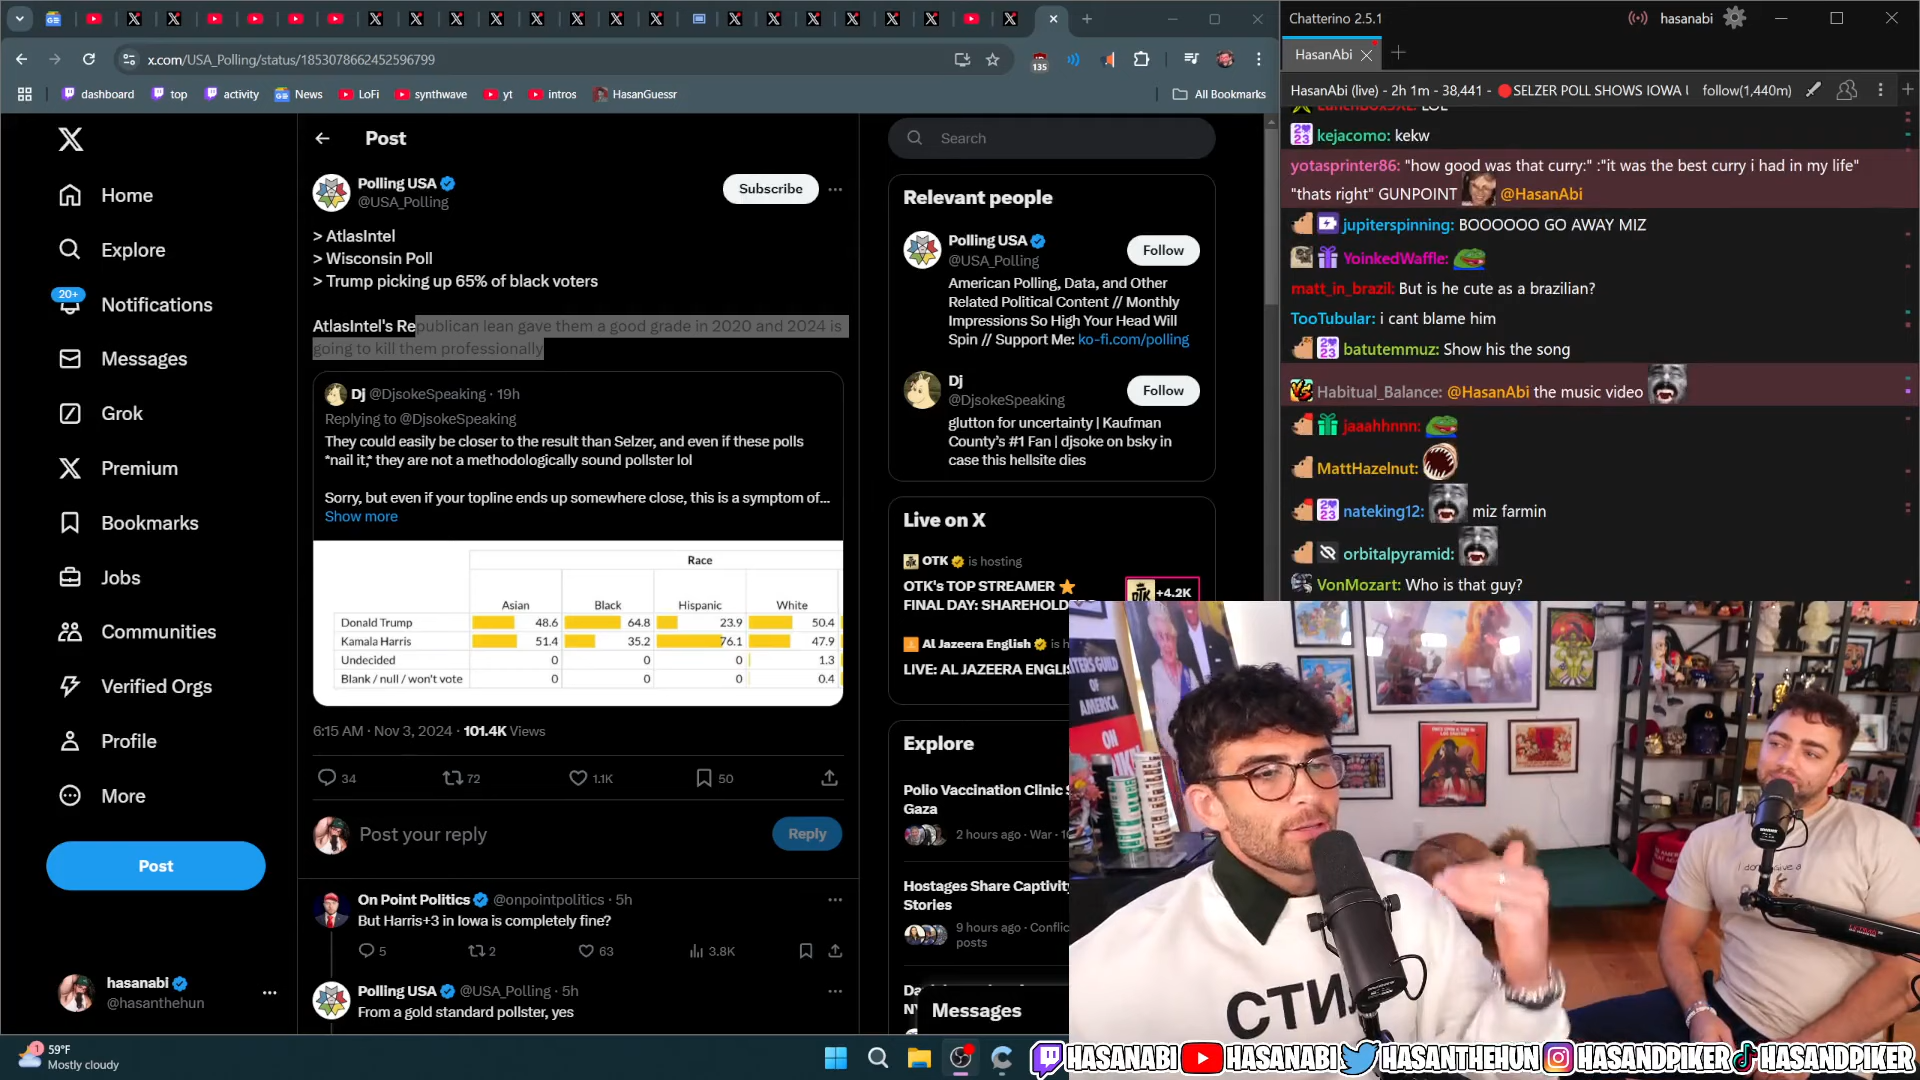 x.com/USA_Polling/status/1853078662452596799
135
dashboard
top
activity
News
LoFi
synthwave
yt
intros
HasanGuessr
All Bookmarks
Home
Explore
20+
Notifications
Messages
Grok
Premium
Bookmarks
Jobs
Communities
Verified Orgs
Profile
More
Post
hasanabi
@hasanthehun
Post
Polling USA
@USA_Polling
Subscribe
> AtlasIntel
> Wisconsin Poll
> Trump picking up 65% of black voters
AtlasIntel's Republican lean gave them a good grade in 2020 and 2024 is
going to kill them professionally
Dj @DjsokeSpeaking · 19h
Replying to @DjsokeSpeaking
They could easily be closer to the result than Selzer, and even if these polls
*nail it,* they are not a methodologically sound pollster lol
Sorry, but even if your topline ends up somewhere close, this is a symptom of...
Show more
Race
Asian Black Hispanic White
Donald Trump 48.6 64.8 23.9 50.4
Kamala Harris 51.4 35.2 76.1 47.9
Undecided 0 0 0 1.3
Blank / null / won't vote 0 0 0 0.4
6:15 AM · Nov 3, 2024 · 101.4K Views
34 72 1.1K 50
Post your reply
Reply
On Point Politics @onpointpolitics · 5h
But Harris+3 in Iowa is completely fine?
5 2 63 3.8K
Polling USA @USA_Polling · 5h
From a gold standard pollster, yes
Search
Relevant people
Polling USA
@USA_Polling
Follow
American Polling, Data, and Other
Related Political Content // Monthly
Impressions So High Your Head Will
Spin // Support Me: ko-fi.com/polling
Dj
@DjsokeSpeaking
Follow
glutton for uncertainty | Kaufman
County's #1 Fan | djsoke on bsky in
case this hellsite dies
Live on X
OTK is hosting
OTK's TOP STREAMER
FINAL DAY: SHAREHOLD
OTK
+4.2K
Al Jazeera English is h
LIVE: AL JAZEERA ENGLI
Explore
Polio Vaccination Clinic
Gaza
2 hours ago · War ·
Hostages Share Captivity
Stories
9 hours ago · Conflic
posts
Messages
Chatterino 2.5.1
hasanabi
HasanAbi
HasanAbi (live) - 2h 1m - 38,441 - SELZER POLL SHOWS IOWA follow(1,440m)
LOL
kejacomo: kekw
yotasprinter86: "how good was that curry:" :"it was the best curry i had in my life"
"thats right" GUNPOINT @HasanAbi
jupiterspinning: BOOOOOO GO AWAY MIZ
YoinkedWaffle:
matt_in_brazil: But is he cute as a brazilian?
TooTubular: i cant blame him
batutemmuz: Show his the song
Habitual_Balance: @HasanAbi the music video
jaaahhnnn:
MattHazelnut:
nateking12: miz farmin
orbitalpyramid:
VonMozart: Who is that guy?
OF AMERICA
ON
СТИ
59°F
Mostly cloudy
HASANABI HASANABI HASANTHEHUN HASANDPIKER HASANDPIKER